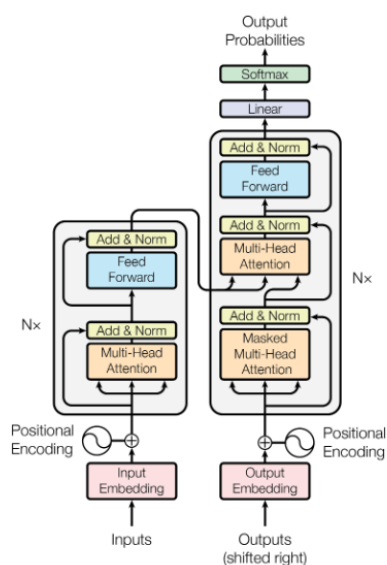 Output
Probabilities
Softmax
Linear
Add & Norm
Feed
Forward
Add & Norm
Multi-Head
Attention
Add & Norm
Masked
Multi-Head
Attention
N×
Add & Norm
Feed
Forward
Add & Norm
Multi-Head
Attention
N×
Positional
Encoding
Positional
Encoding
Input
Embedding
Output
Embedding
Inputs
Outputs
(shifted right)